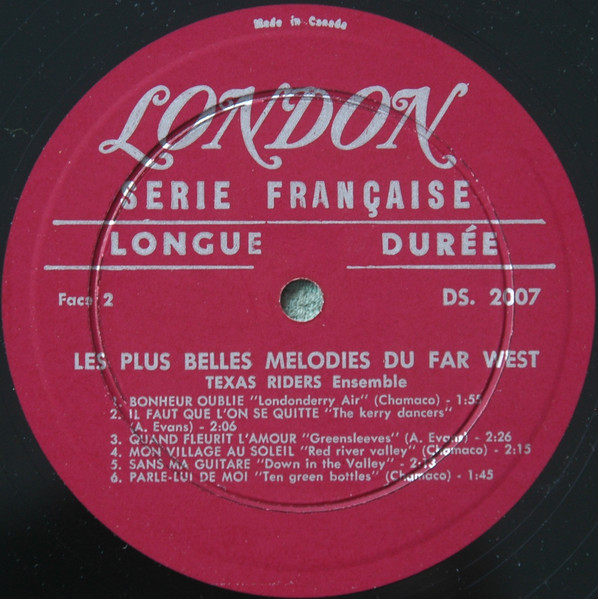 Made in Canada
LONDON
SERIE FRANÇAISE
LONGUE DURÉE
Face 2 DS. 2007
LES PLUS BELLES MELODIES DU FAR WEST
TEXAS RIDERS Ensemble
1. BONHEUR OUBLIE "Londonderry Air" (Chamaco) - 1:55
2. IL FAUT QUE L'ON SE QUITTE "The kerry dancers"
(A. Evans) - 2:06
3. QUAND FLEURIT L'AMOUR "Greensleeves" (A. Evans) - 2:26
4. MON VILLAGE AU SOLEIL "Red river valley" (Chamaco) - 2:15
5. SANS MA GUITARE "Down in the Valley" -
6. PARLE-LUI DE MOI "Ten green bottles" (Chamaco) - 1:45